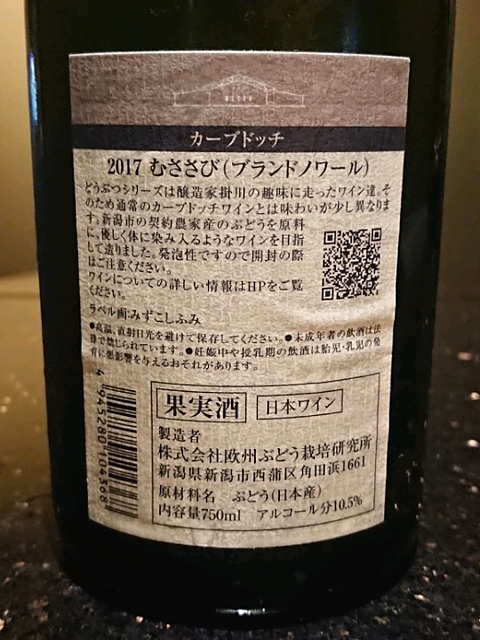 カーブドッチ
2017 むささび(ブランドノワール)
どうぶつシリーズは醸造家掛川の趣味に走ったワイン達。そ
のため通常のカーブドッチワインとは味わいが少し異なりま
す。新潟市の契約農家産のぶどうを原料
に、優しく体に染み入るようなワインを目指
して造りました。発泡性ですので開封の際
はご注意ください。
ワインについての詳しい情報はHPをご覧
ください。
ラベル画:みずこしふみ
●高温、直射日光を避けて保存してください。●未成年者の飲酒は法
律で禁じられています。●妊娠中や授乳期の飲酒は胎児・乳児の発
育に悪影響を与えるおそれがあります。
果実酒 日本ワイン
製造者
株式会社欧州ぶどう栽培研究所
新潟県新潟市西蒲区角田浜1661
原材料名 ぶどう(日本産)
内容量750ml アルコール分10.5%
4 945280 104368